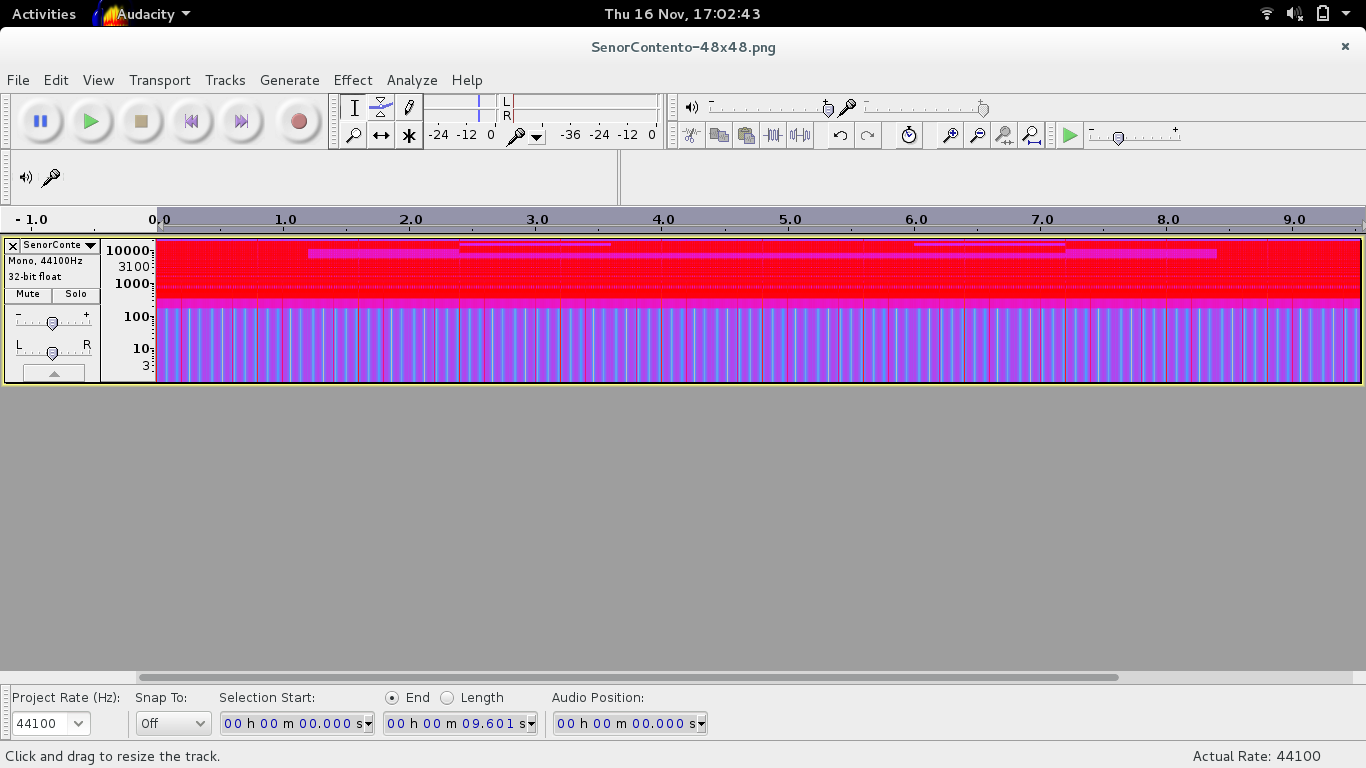 Activities Audacity Thu 16 Nov, 17:02:43
SenorContento-48x48.png ×
File Edit View Transport Tracks Generate Effect Analyze Help
L
R
-24 -12 0 -36 -24 -12 0
- + - +
- +
- 1.0 0.0 1.0 2.0 3.0 4.0 5.0 6.0 7.0 8.0 9.0
SenorConte
Mono, 44100Hz
32-bit float
Mute Solo
- +
L R
10000
3100
1000
100
10
3
Project Rate (Hz): Snap To: Selection Start: End Length Audio Position:
44100 Off 00 h 00 m 00.000 s 00 h 00 m 09.601 s 00 h 00 m 00.000 s
Click and drag to resize the track. Actual Rate: 44100